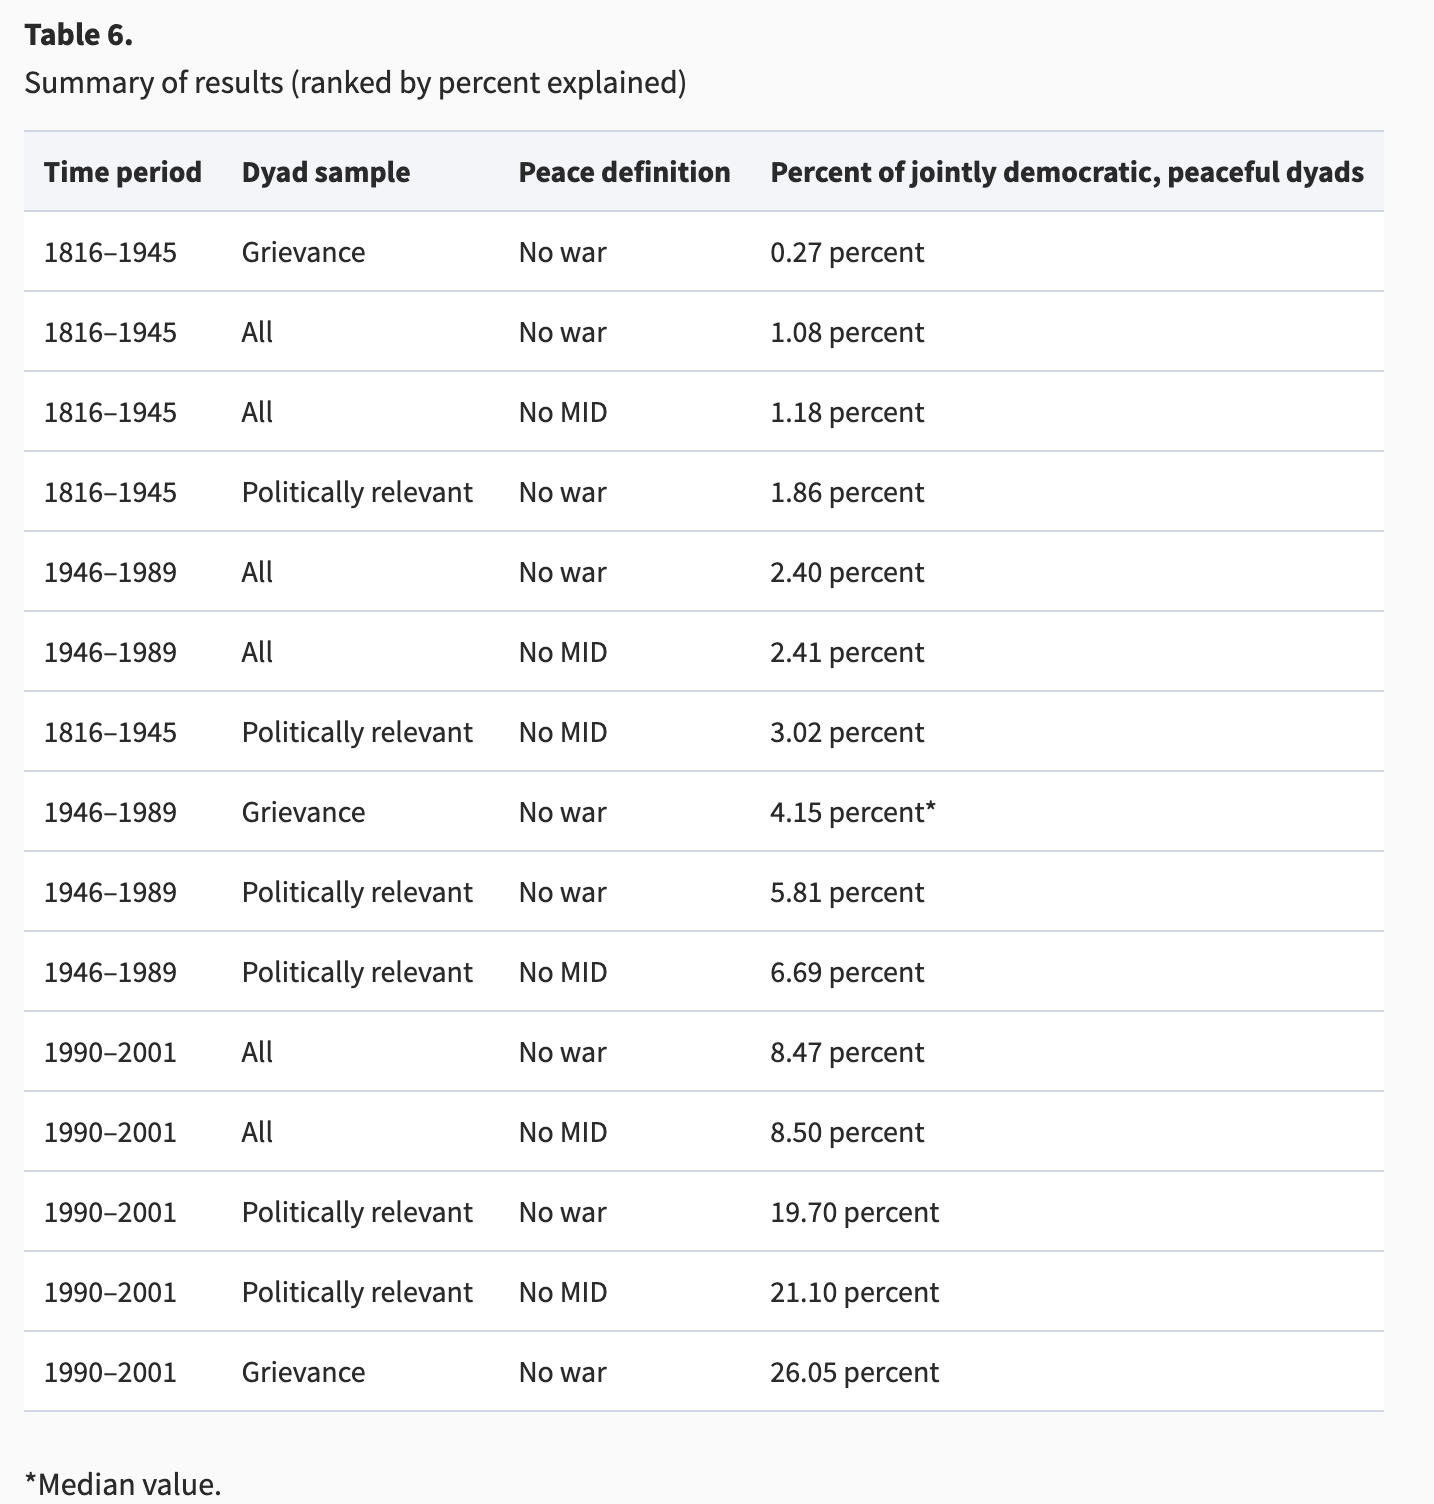 Table 6.
Summary of results (ranked by percent explained)
Time period Dyad sample Peace definition Percent of jointly democratic, peaceful dyads
1816–1945 Grievance No war 0.27 percent
1816–1945 All No war 1.08 percent
1816–1945 All No MID 1.18 percent
1816–1945 Politically relevant No war 1.86 percent
1946–1989 All No war 2.40 percent
1946–1989 All No MID 2.41 percent
1816–1945 Politically relevant No MID 3.02 percent
1946–1989 Grievance No war 4.15 percent*
1946–1989 Politically relevant No war 5.81 percent
1946–1989 Politically relevant No MID 6.69 percent
1990–2001 All No war 8.47 percent
1990–2001 All No MID 8.50 percent
1990–2001 Politically relevant No war 19.70 percent
1990–2001 Politically relevant No MID 21.10 percent
1990–2001 Grievance No war 26.05 percent
*Median value.